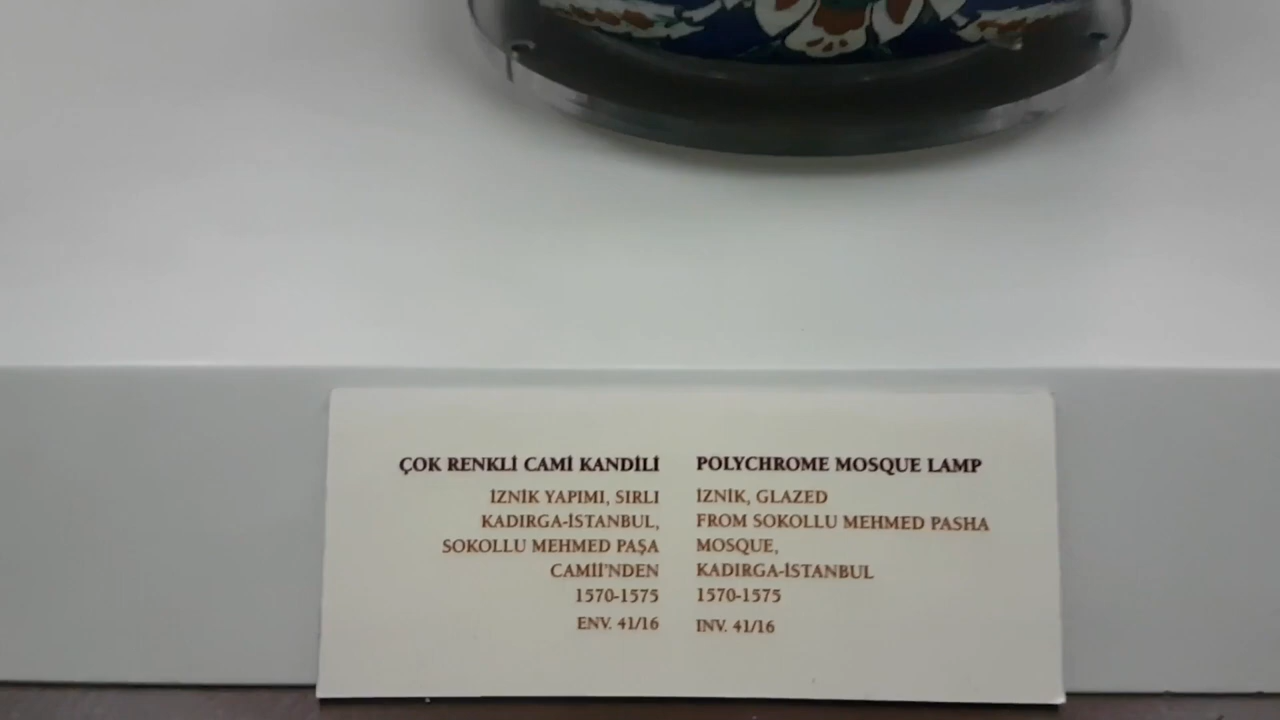 ÇOK RENKLİ CAMİ KANDİLİ
İZNİK YAPIMI, SIRLI
KADIRGA-İSTANBUL,
SOKOLLU MEHMED PAŞA
CAMİİ'NDEN
1570-1575
ENV. 41/16
POLYCHROME MOSQUE LAMP
İZNİK, GLAZED
FROM SOKOLLU MEHMED PASHA
MOSQUE,
KADIRGA-İSTANBUL
1570-1575
INV. 41/16